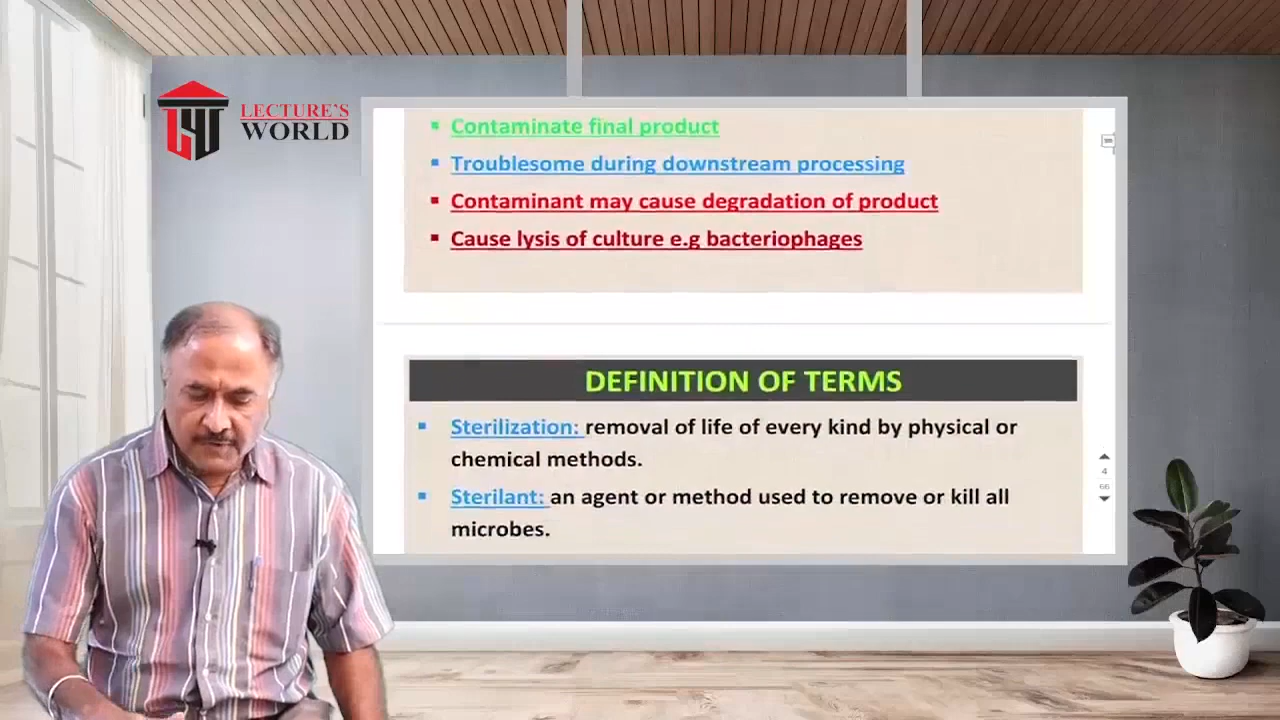 LECTURE'S
WORLD
▪ Contaminate final product
▪ Troublesome during downstream processing
▪ Contaminant may cause degradation of product
▪ Cause lysis of culture e.g bacteriophages
DEFINITION OF TERMS
▪ Sterilization: removal of life of every kind by physical or
chemical methods.
▪ Sterilant: an agent or method used to remove or kill all
microbes.
4
66